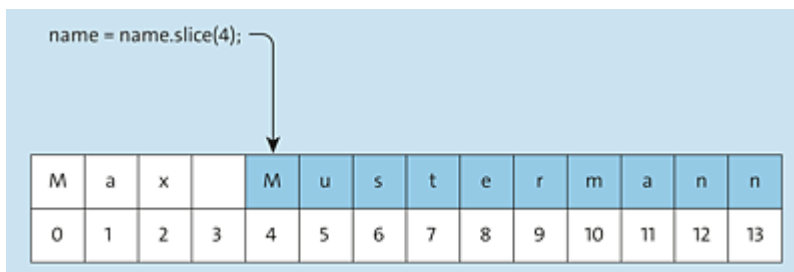 name = name.slice(4);
M a x M u s t e r m a n n
0 1 2 3 4 5 6 7 8 9 10 11 12 13